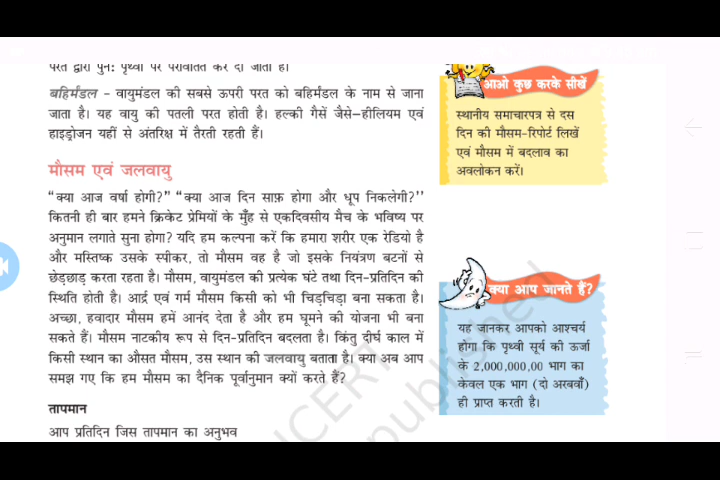 परत द्वारा पुन: पृथ्वी पर परावर्तित कर दी जाती हैं।
बहिर्मंडल – वायुमंडल की सबसे ऊपरी परत को बहिर्मंडल के नाम से जाना
जाता है। यह वायु की पतली परत होती है। हल्की गैसें जैसे–हीलियम एवं
हाइड्रोजन यहीं से अंतरिक्ष में तैरती रहती हैं।
मौसम एवं जलवायु
“क्या आज वर्षा होगी?” “क्या आज दिन साफ़ होगा और धूप निकलेगी?’’
कितनी ही बार हमने क्रिकेट प्रेमियों के मुँह से एकदिवसीय मैच के भविष्य पर
अनुमान लगाते सुना होगा? यदि हम कल्पना करें कि हमारा शरीर एक रेडियो है
और मस्तिष्क उसके स्पीकर, तो मौसम वह है जो इसके नियंत्रण बटनों से
छेड़छाड़ करता रहता है। मौसम, वायुमंडल की प्रत्येक घंटे तथा दिन-प्रतिदिन की
स्थिति होती है। आर्द्र एवं गर्म मौसम किसी को भी चिड़चिड़ा बना सकता है।
अच्छा, हवादार मौसम हमें आनंद देता है और हम घूमने की योजना भी बना
सकते हैं। मौसम नाटकीय रूप से दिन-प्रतिदिन बदलता है। किंतु दीर्घ काल में
किसी स्थान का औसत मौसम, उस स्थान की जलवायु बताता है। क्या अब आप
समझ गए कि हम मौसम का दैनिक पूर्वानुमान क्यों करते हैं?
तापमान
आप प्रतिदिन जिस तापमान का अनुभव
आओ कुछ करके सीखें
स्थानीय समाचारपत्र से दस
दिन की मौसम-रिपोर्ट लिखें
एवं मौसम में बदलाव का
अवलोकन करें।
क्या आप जानते हैं?
यह जानकर आपको आश्चर्य
होगा कि पृथ्वी सूर्य की ऊर्जा
के 2,000,000,00 भाग का
केवल एक भाग (दो अरबवाँ)
ही प्राप्त करती है।
NCERT
published